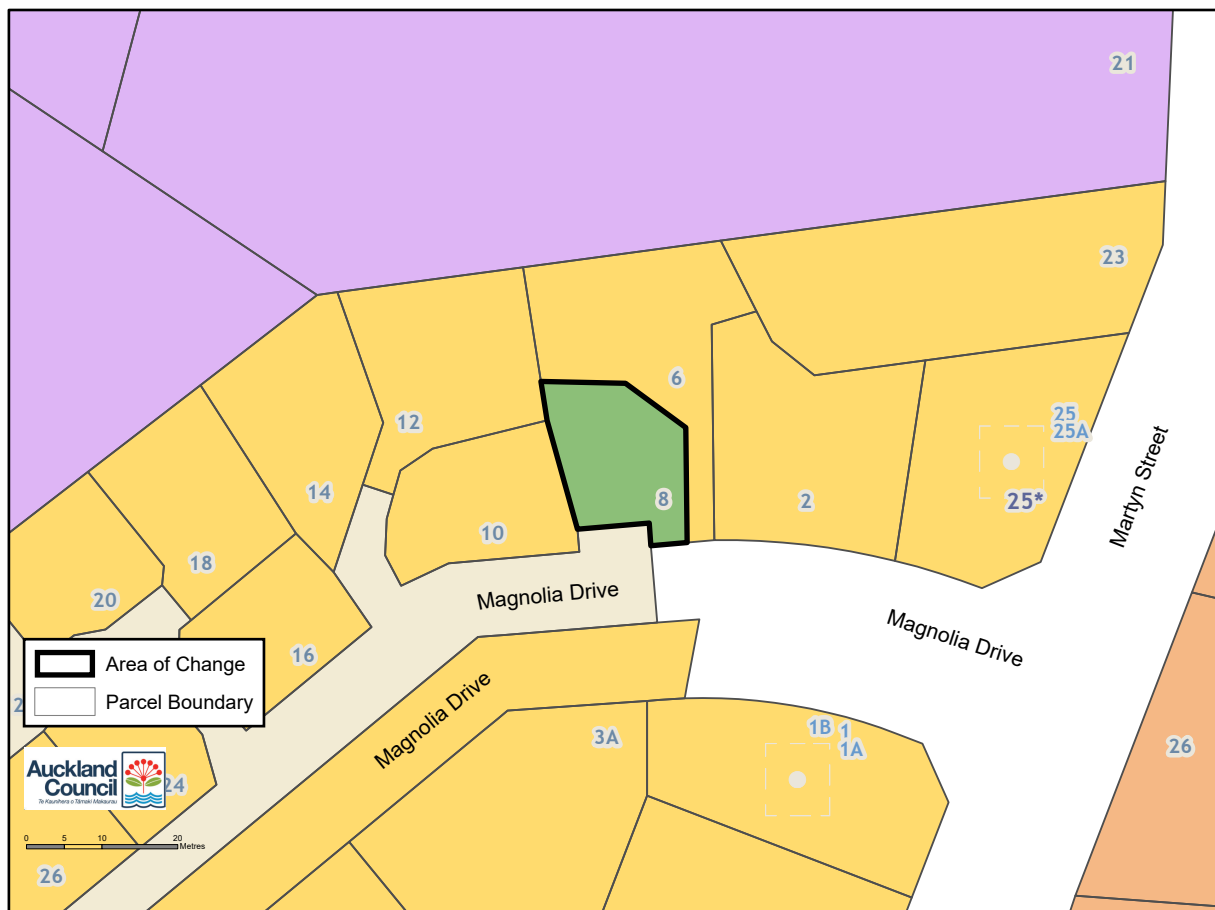 21
23
6
25
25A
12
14
8
2
25*
10
Martyn Street
18
Magnolia Drive
20
Magnolia Drive
16
Area of Change
Parcel Boundary
Magnolia Drive
3A
1B
1
1A
26
Auckland
Council
Te Kaunihera o Tāmaki Makaurau
24
0 5 10 20
Metres
26